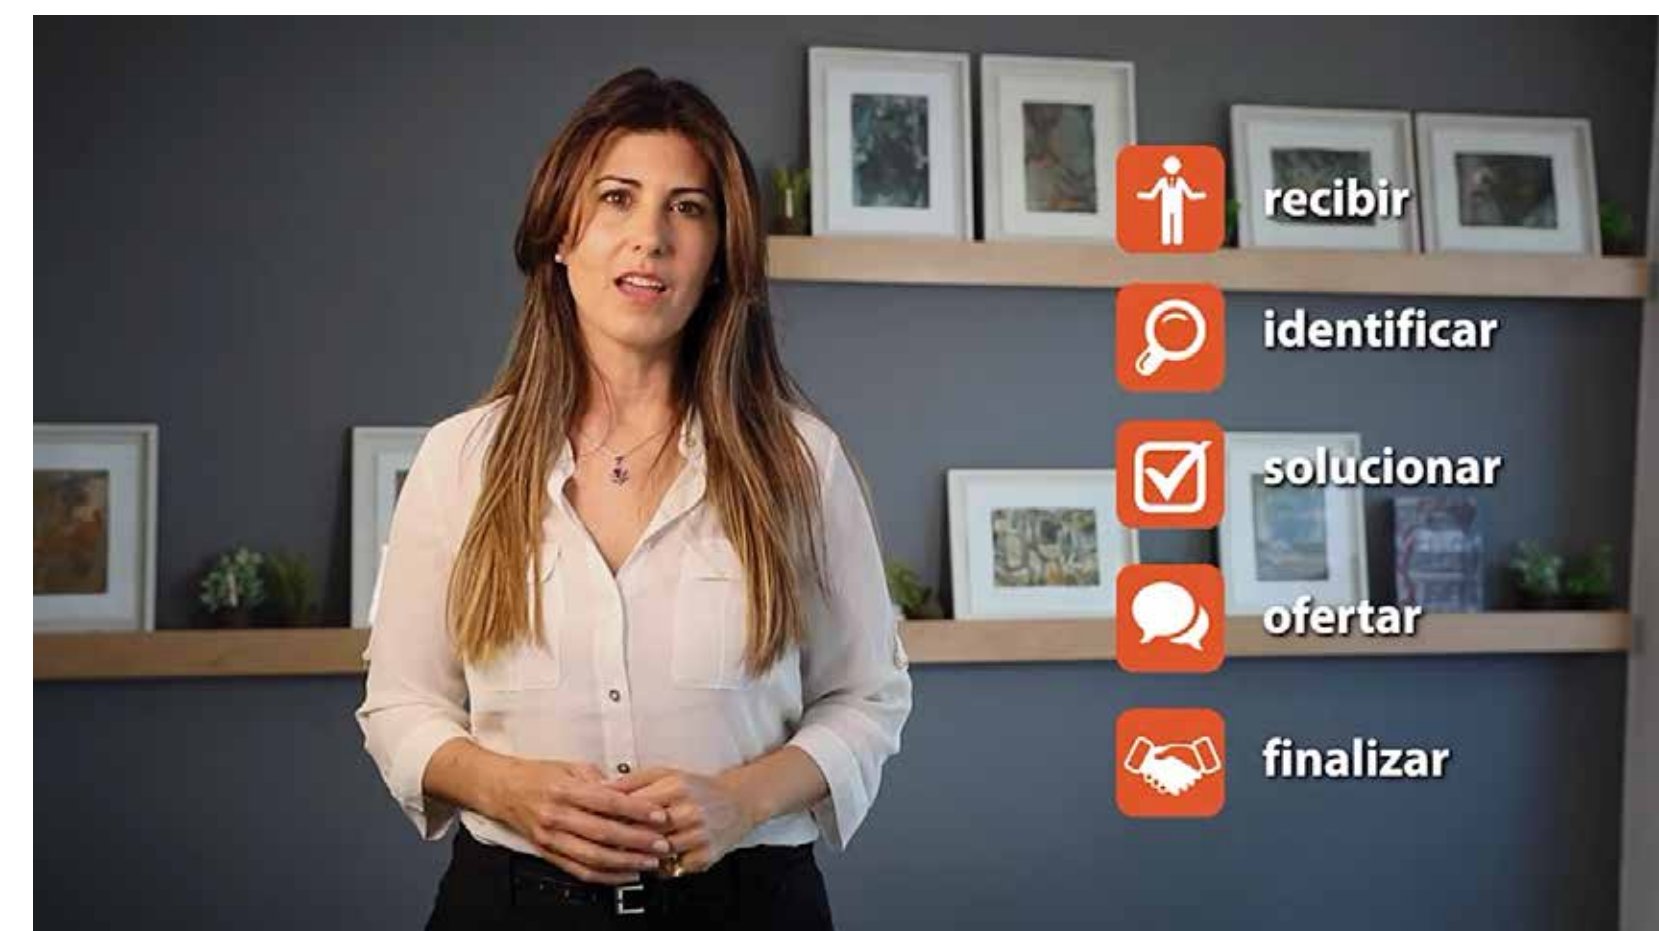 recibir
identificar
solucionar
ofertar
finalizar